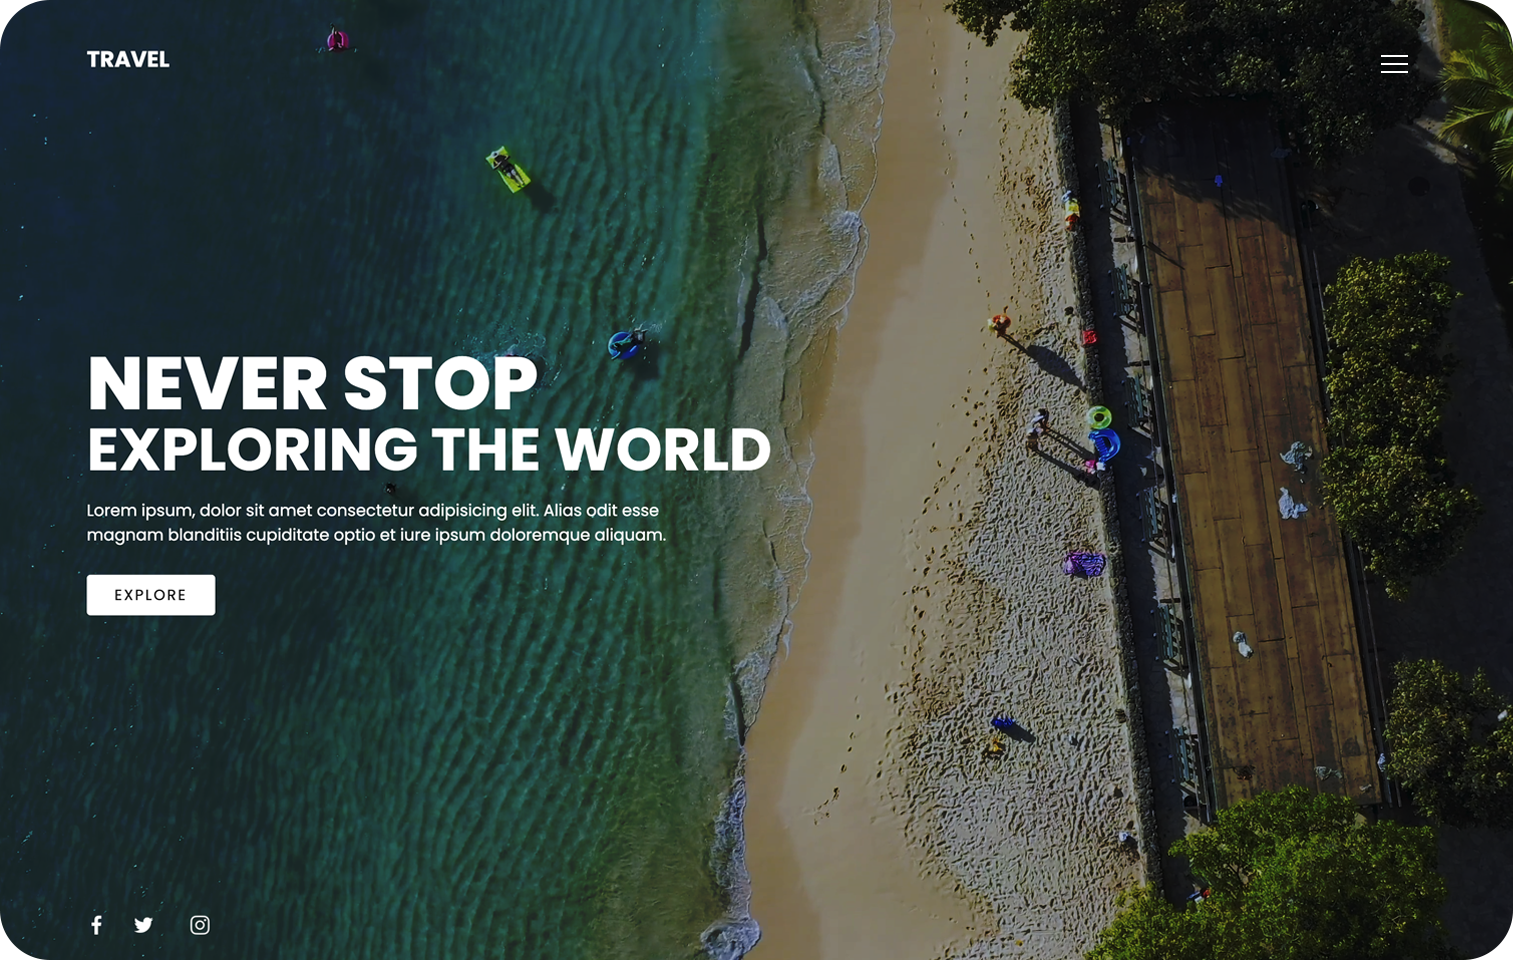 TRAVEL
NEVER STOP
EXPLORING THE WORLD
Lorem ipsum, dolor sit amet consectetur adipisicing elit. Alias odit esse
magnam blanditiis cupiditate optio et iure ipsum doloremque aliquam.
EXPLORE